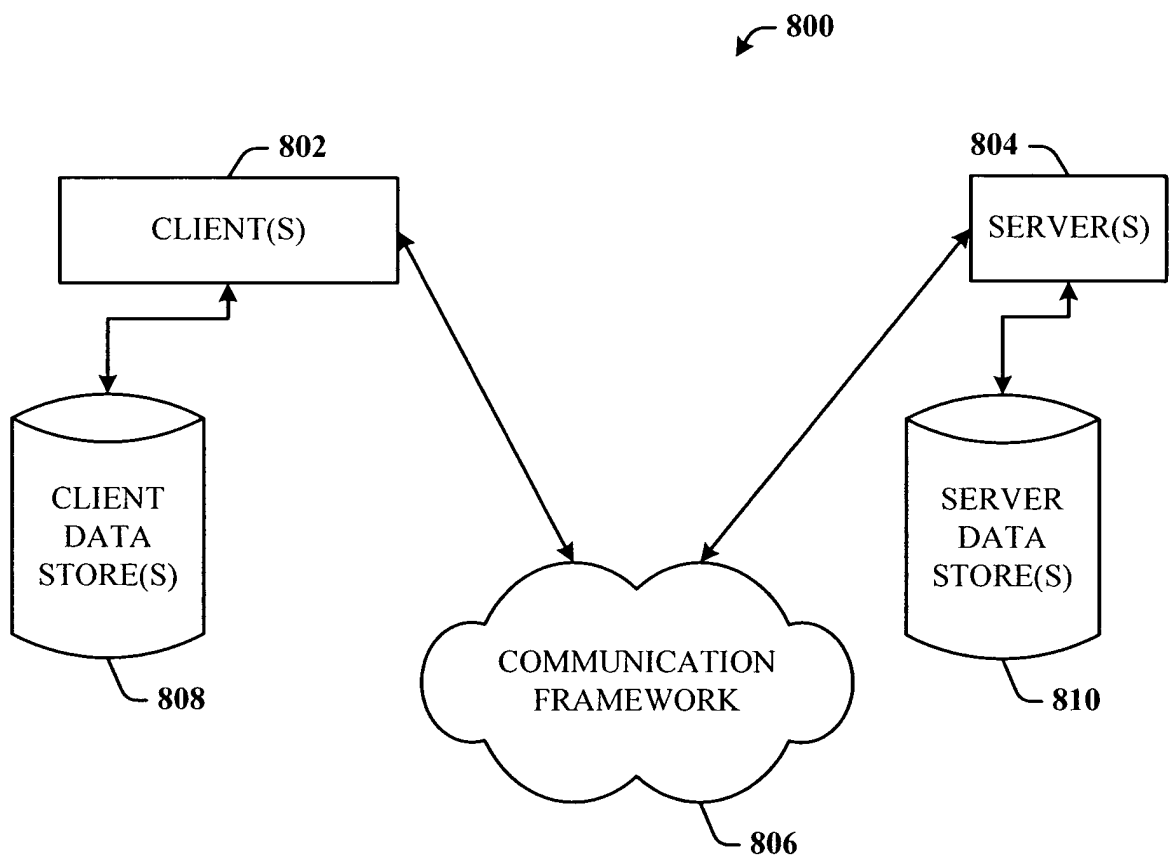 800
802
804
CLIENT(S)
SERVER(S)
CLIENT
DATA
STORE(S)
SERVER
DATA
STORE(S)
COMMUNICATION
FRAMEWORK
808
810
806